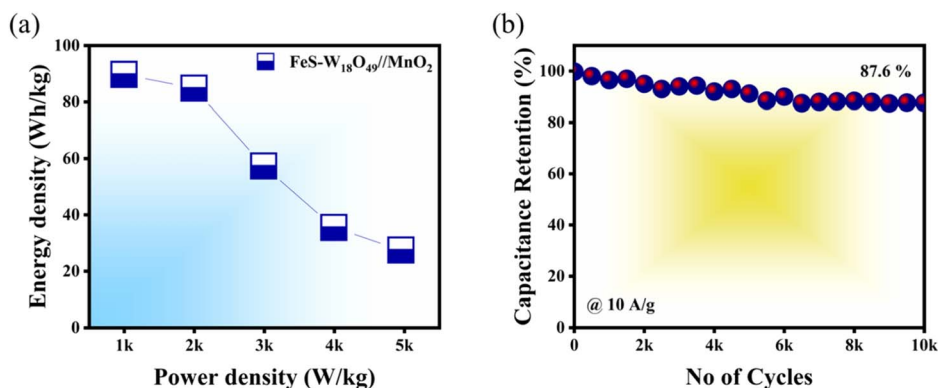 (a)
100
80
60
40
20
0
Energy density (Wh/kg)
FeS-W₁₈O₄₉//MnO₂
1k 2k 3k 4k 5k
Power density (W/kg)
(b)
100
80
60
40
20
0
Capacitance Retention (%)
87.6 %
@ 10 A/g
0 2k 4k 6k 8k 10k
No of Cycles